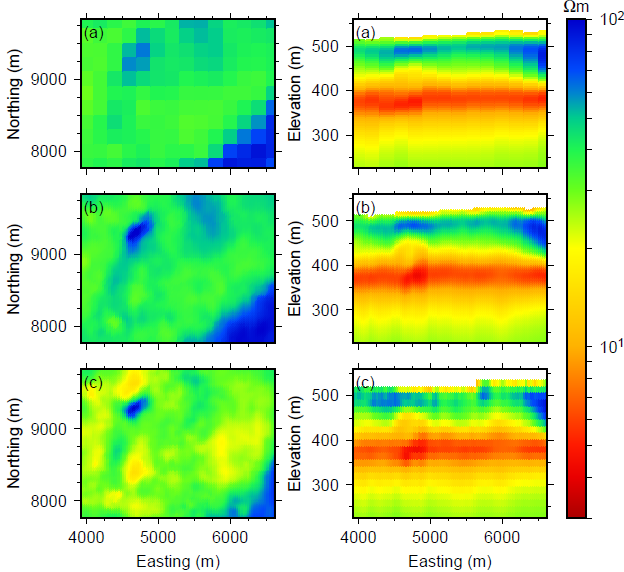 Ωm
(a) (a) 10²
Northing (m) 9000 8000
Elevation (m) 500 400 300
(b) (b)
Northing (m) 9000 8000
Elevation (m) 500 400 300
10¹
(c) (c)
Northing (m) 9000 8000
Elevation (m) 500 400 300
4000 5000 6000 4000 5000 6000
Easting (m) Easting (m)